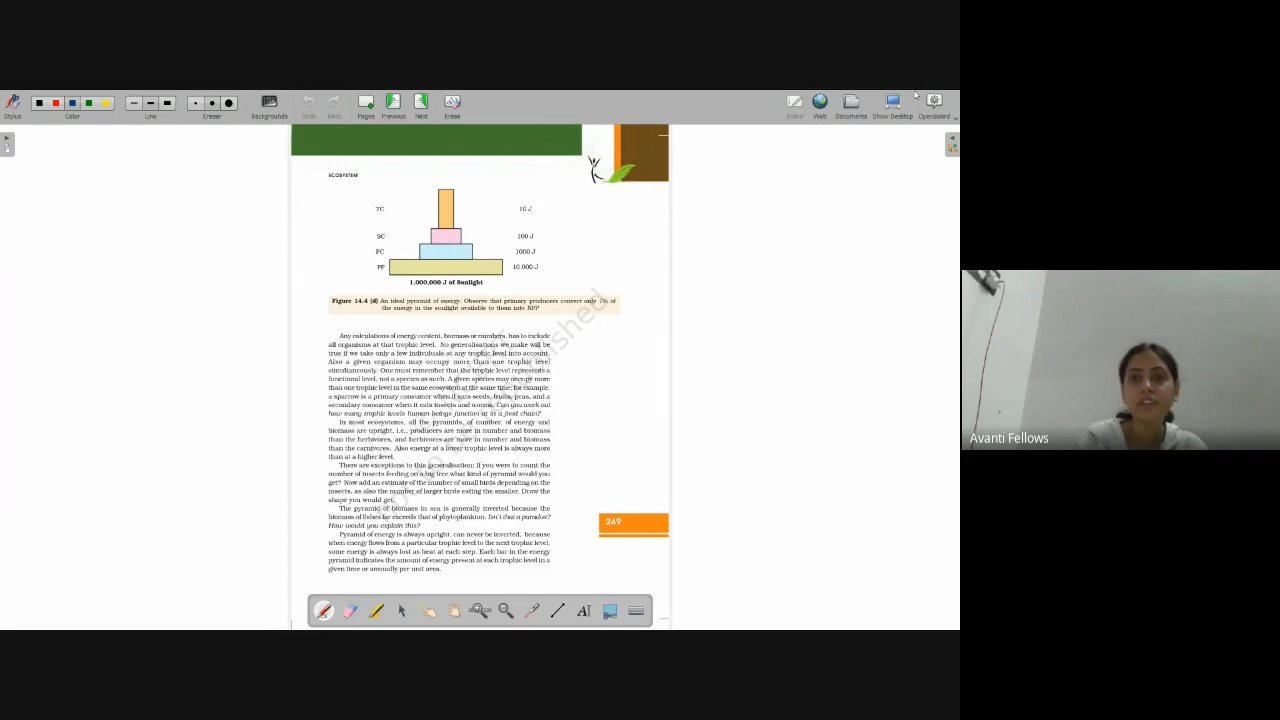 Stylus
Color
Line
Eraser
Backgrounds
Undo
Redo
Pages
Previous
Next
Erase
Board
Web
Documents
Show Desktop
OpenBoard
ECOSYSTEM
TC 10 J
SC 100 J
PC 1000 J
PP 10,000 J
1,000,000 J of Sunlight
Figure 14.4 (d) An ideal pyramid of energy. Observe that primary producers convert only 1% of
the energy in the sunlight available to them into NPP
Any calculations of energy content, biomass or numbers, has to include
all organisms at that trophic level. No generalisations we make will be
true if we take only a few individuals at any trophic level into account.
Also a given organism may occupy more than one trophic level
simultaneously. One must remember that the trophic level represents a
functional level, not a species as such. A given species may occupy more
than one trophic level in the same ecosystem at the same time; for example,
a sparrow is a primary consumer when it eats seeds, fruits, peas, and a
secondary consumer when it eats insects and worms. Can you work out
how many trophic levels human beings function at in a food chain?
In most ecosystems, all the pyramids, of number, of energy and
biomass are upright, i.e., producers are more in number and biomass
than the herbivores, and herbivores are more in number and biomass
than the carnivores. Also energy at a lower trophic level is always more
than at a higher level.
There are exceptions to this generalisation: If you were to count the
number of insects feeding on a big tree what kind of pyramid would you
get? Now add an estimate of the number of small birds depending on the
insects, as also the number of larger birds eating the smaller. Draw the
shape you would get.
The pyramid of biomass in sea is generally inverted because the
biomass of fishes far exceeds that of phytoplankton. Isn't that a paradox?
How would you explain this?
Pyramid of energy is always upright, can never be inverted, because
when energy flows from a particular trophic level to the next trophic level,
some energy is always lost as heat at each step. Each bar in the energy
pyramid indicates the amount of energy present at each trophic level in a
given time or annually per unit area.
249
not to be republished
Avanti Fellows